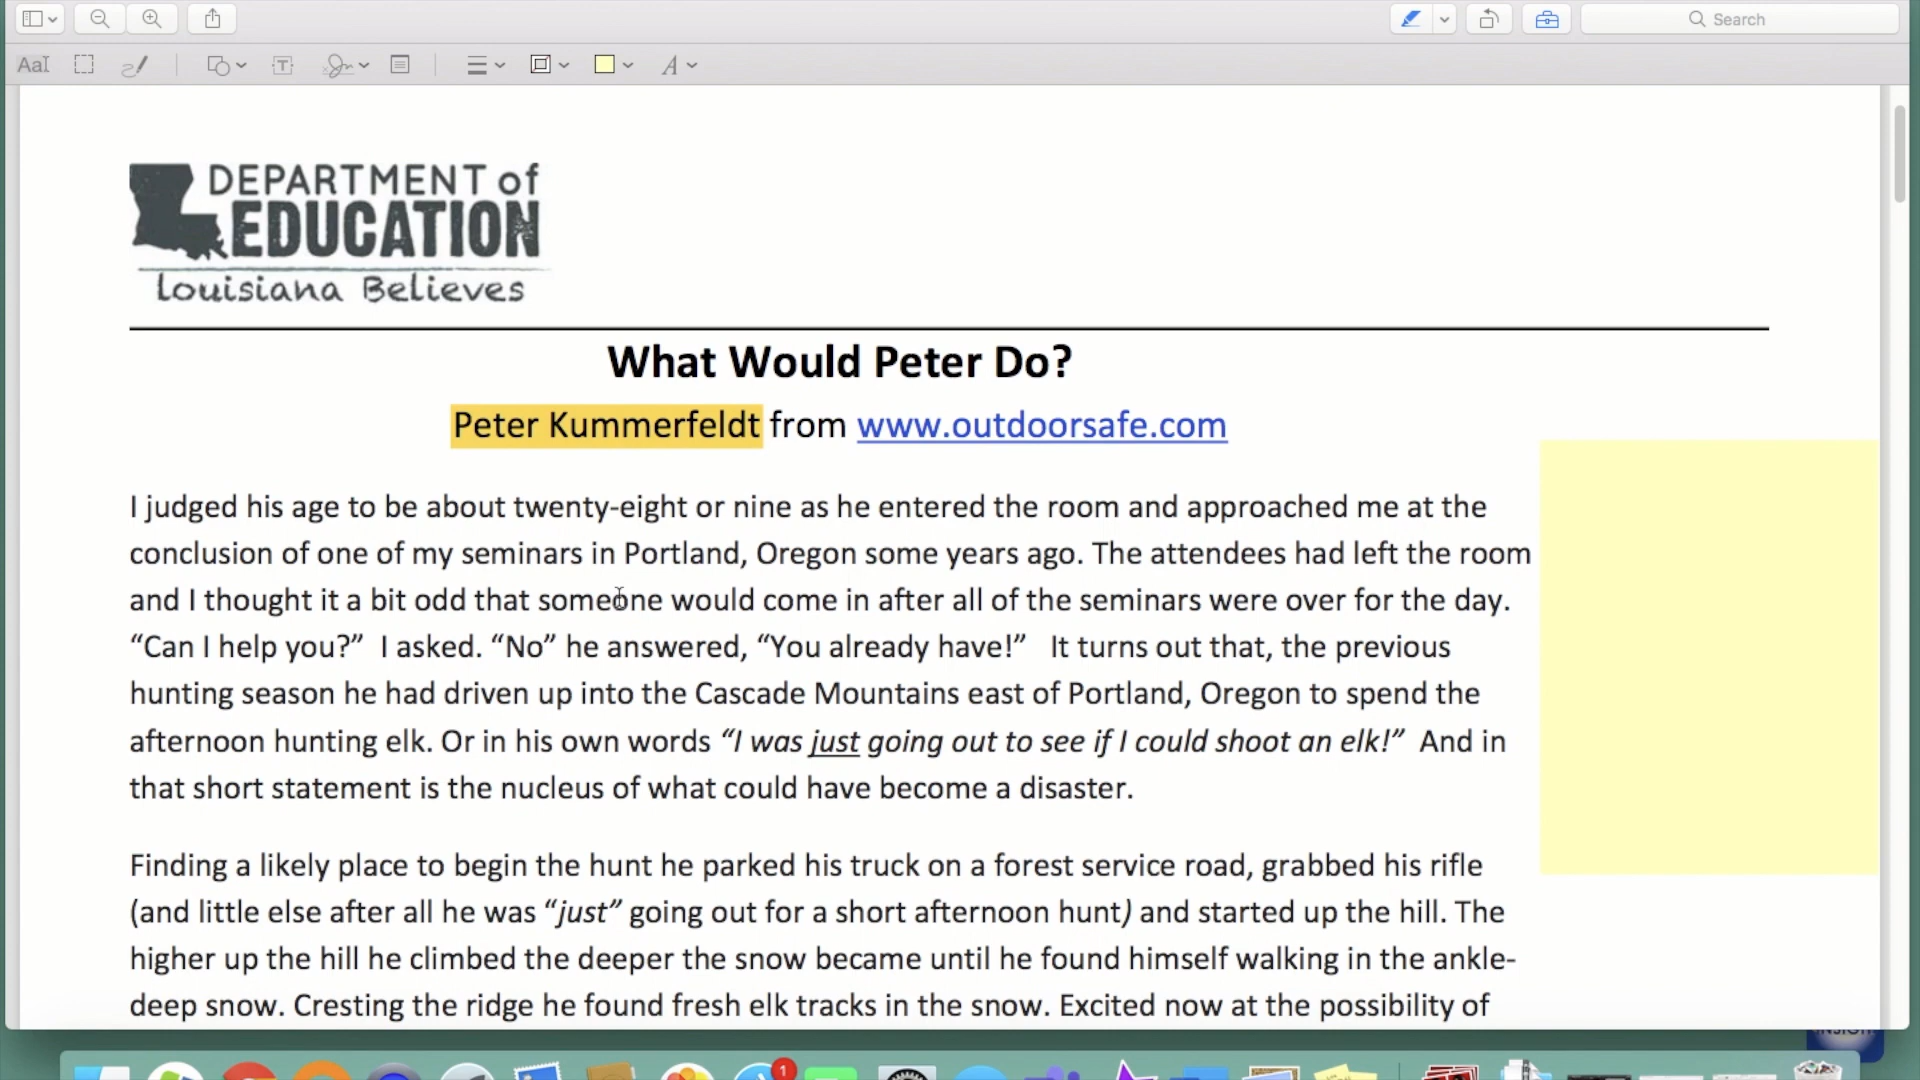 Search
AaI
T
A
DEPARTMENT of
EDUCATION
Louisiana Believes
What Would Peter Do?
Peter Kummerfeldt from www.outdoorsafe.com
I judged his age to be about twenty-eight or nine as he entered the room and approached me at the
conclusion of one of my seminars in Portland, Oregon some years ago. The attendees had left the room
and I thought it a bit odd that someone would come in after all of the seminars were over for the day.
“Can I help you?”  I asked. “No” he answered, “You already have!”   It turns out that, the previous
hunting season he had driven up into the Cascade Mountains east of Portland, Oregon to spend the
afternoon hunting elk. Or in his own words “I was just going out to see if I could shoot an elk!”  And in
that short statement is the nucleus of what could have become a disaster.
Finding a likely place to begin the hunt he parked his truck on a forest service road, grabbed his rifle
(and little else after all he was “just” going out for a short afternoon hunt) and started up the hill. The
higher up the hill he climbed the deeper the snow became until he found himself walking in the ankle-
deep snow. Cresting the ridge he found fresh elk tracks in the snow. Excited now at the possibility of
1